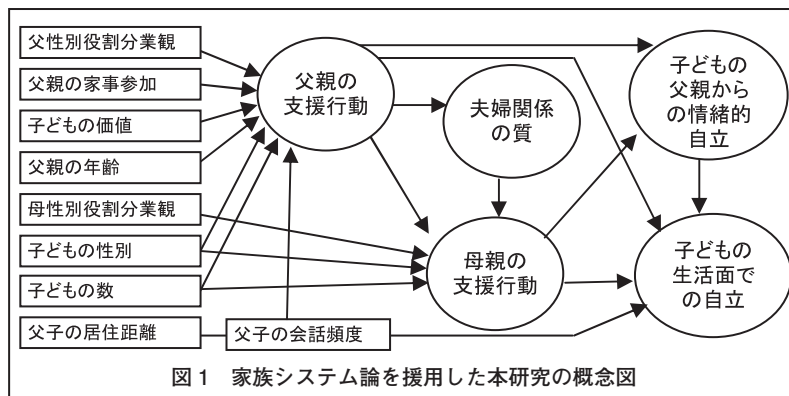 父性別役割分業観
父親の家事参加
子どもの価値
父親の年齢
母性別役割分業観
子どもの性別
子どもの数
父子の居住距離
父子の会話頻度
父親の
支援行動
夫婦関係
の質
母親の
支援行動
子どもの
父親から
の情緒的
自立
子どもの
生活面で
の自立
図1 家族システム論を援用した本研究の概念図